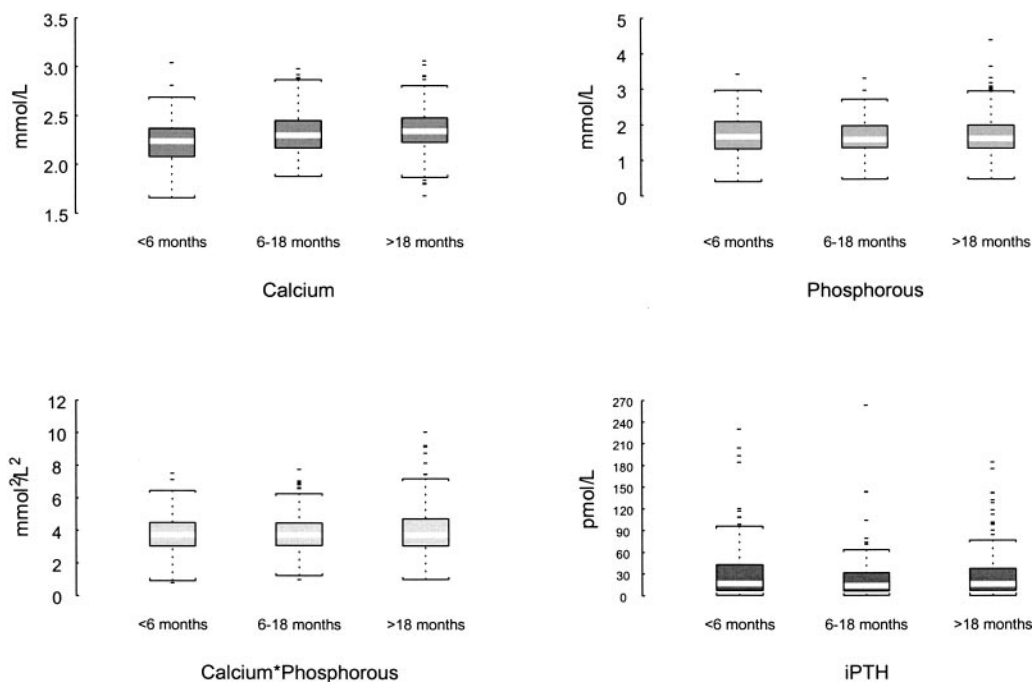 3.5
3.0
2.5
2.0
1.5
mmol/L
<6 months
6-18 months
>18 months
Calcium
5
4
3
2
1
0
mmol/L
<6 months
6-18 months
>18 months
Phosphorous
12
10
8
6
4
2
0
mmol²/L²
<6 months
6-18 months
>18 months
Calcium*Phosphorous
270
240
210
180
150
120
90
60
30
0
pmol/L
<6 months
6-18 months
>18 months
iPTH